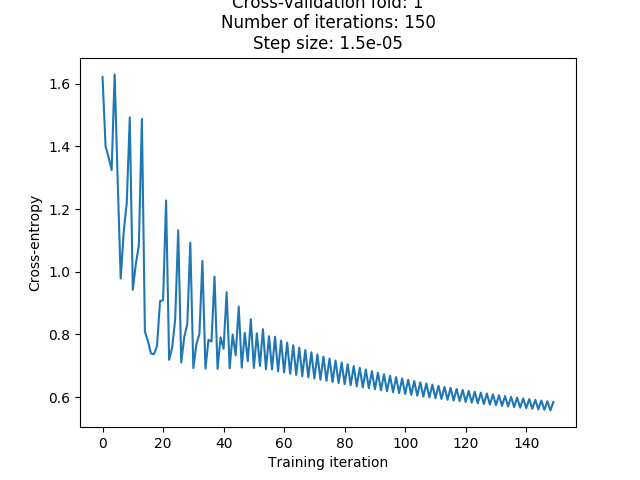 Cross-validation fold: 1
Number of iterations: 150
Step size: 1.5e-05
1.6
1.4
1.2
1.0
0.8
0.6
Cross-entropy
0 20 40 60 80 100 120 140
Training iteration